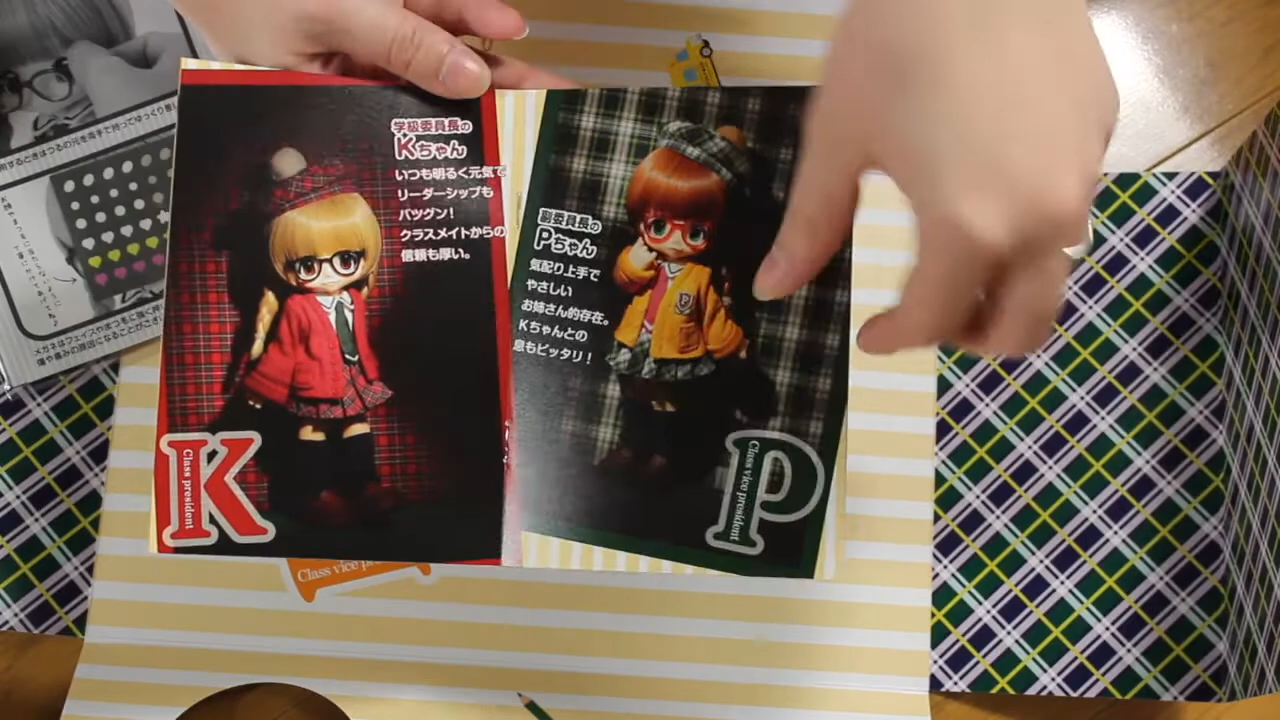 学級委員長の
Kちゃん
いつも明るく元気で
リーダーシップも
バツグン!
クラスメイトからの
信頼も厚い。
K
Class president
副委員長の
Pちゃん
気配り上手で
やさしい
お姉さん的存在。
Kちゃんとの
息もピッタリ!
P
Class vice president
Class vice